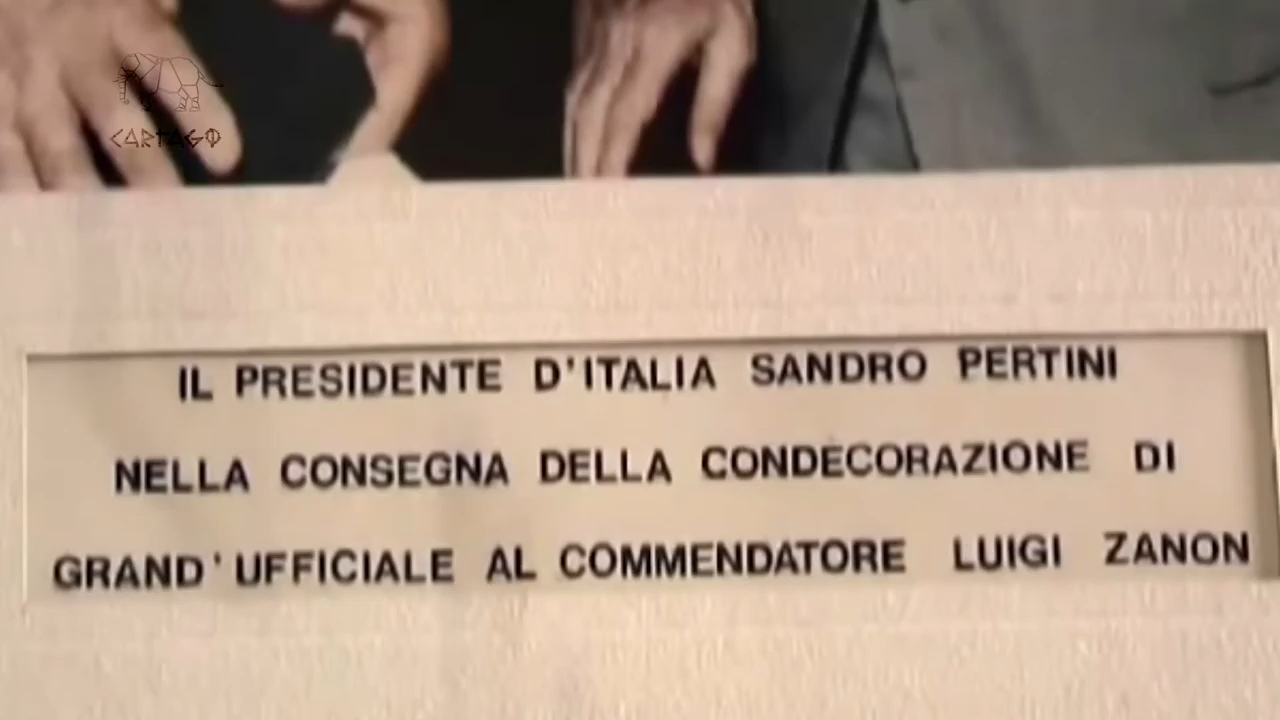 CARTAGO
IL PRESIDENTE D'ITALIA SANDRO PERTINI
NELLA CONSEGNA DELLA CONDECORAZIONE DI
GRAND'UFFICIALE AL COMMENDATORE LUIGI ZANON